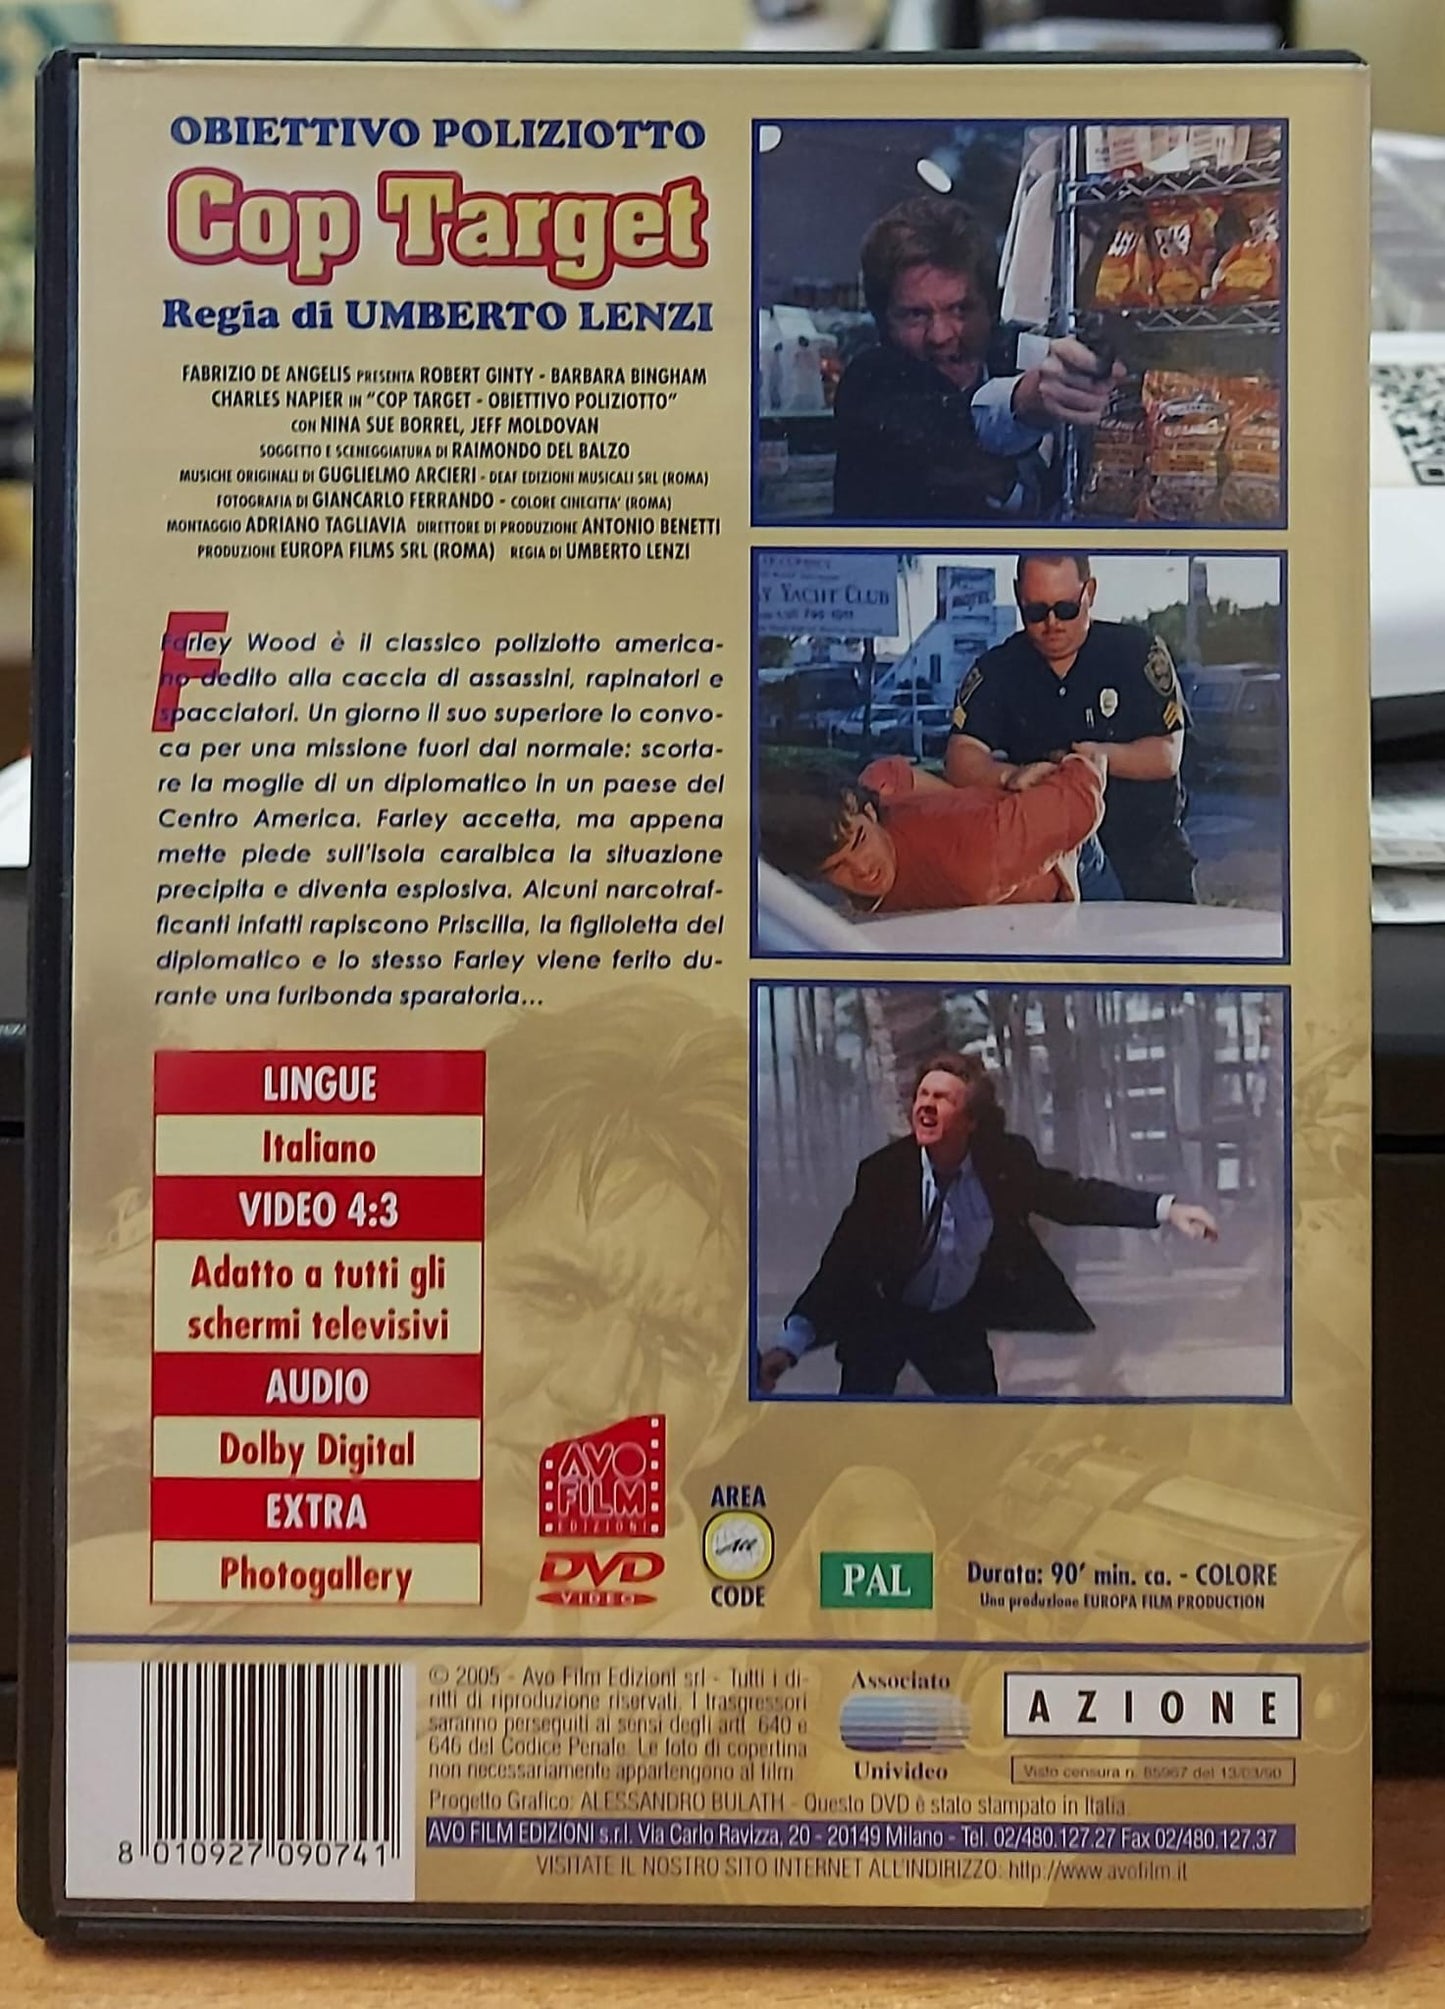 OBIETTIVO POLIZIOTTO
Cop Target
Regia di UMBERTO LENZI
FABRIZIO DE ANGELIS PRESENTA ROBERT GINTY - BARBARA BINGHAM
CHARLES NAPIER IN "COP TARGET - OBIETTIVO POLIZIOTTO"
CON NINA SUE BORREL, JEFF MOLDOVAN
SOGGETTO E SCENEGGIATURA DI RAIMONDO DEL BALZO
MUSICHE ORIGINALI DI GUGLIELMO ARCIERI - DEAF EDIZIONI MUSICALI SRL (ROMA)
FOTOGRAFIA DI GIANCARLO FERRANDO - COLORE CINECITTA' (ROMA)
MONTAGGIO ADRIANO TAGLIAVIA DIRETTORE DI PRODUZIONE ANTONIO BENETTI
PRODUZIONE EUROPA FILMS SRL (ROMA) REGIA DI UMBERTO LENZI
Farley Wood è il classico poliziotto america-
no dedito alla caccia di assassini, rapinatori e
spacciatori. Un giorno il suo superiore lo convo-
ca per una missione fuori dal normale: scorta-
re la moglie di un diplomatico in un paese del
Centro America. Farley accetta, ma appena
mette piede sull'isola caraibica la situazione
precipita e diventa esplosiva. Alcuni narcotraf-
ficanti infatti rapiscono Priscilla, la figlioletta del
diplomatico e lo stesso Farley viene ferito du-
rante una furibonda sparatoria...
Y YACHT CLUB
LINGUE
Italiano
VIDEO 4:3
Adatto a tutti gli
schermi televisivi
AUDIO
Dolby Digital
EXTRA
Photogallery
AVO
FILM
EDIZIONI
DVD
VIDEO
AREA
All
CODE
PAL
Durata: 90' min. ca. - COLORE
Una produzione EUROPA FILM PRODUCTION
8 010927 090741
© 2005 - Avo Film Edizioni srl - Tutti i di-
ritti di riproduzione riservati. I trasgressori
saranno perseguiti ai sensi degli artt. 640 e
646 del Codice Penale. Le foto di copertina
non necessariamente appartengono al film.
Associato
Univideo
AZIONE
Visto censura n. 85967 del 13/03/90
Progetto Grafico: ALESSANDRO BULATH - Questo DVD è stato stampato in Italia.
AVO FILM EDIZIONI s.r.l. Via Carlo Ravizza, 20 - 20149 Milano - Tel. 02/480.127.27 Fax 02/480.127.37
VISITATE IL NOSTRO SITO INTERNET ALL'INDIRIZZO: http://www.avofilm.it